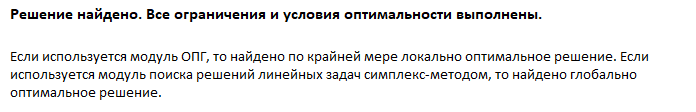 Решение найдено. Все ограничения и условия оптимальности выполнены.
Если используется модуль ОПГ, то найдено по крайней мере локально оптимальное решение. Если
используется модуль поиска решений линейных задач симплекс-методом, то найдено глобально
оптимальное решение.